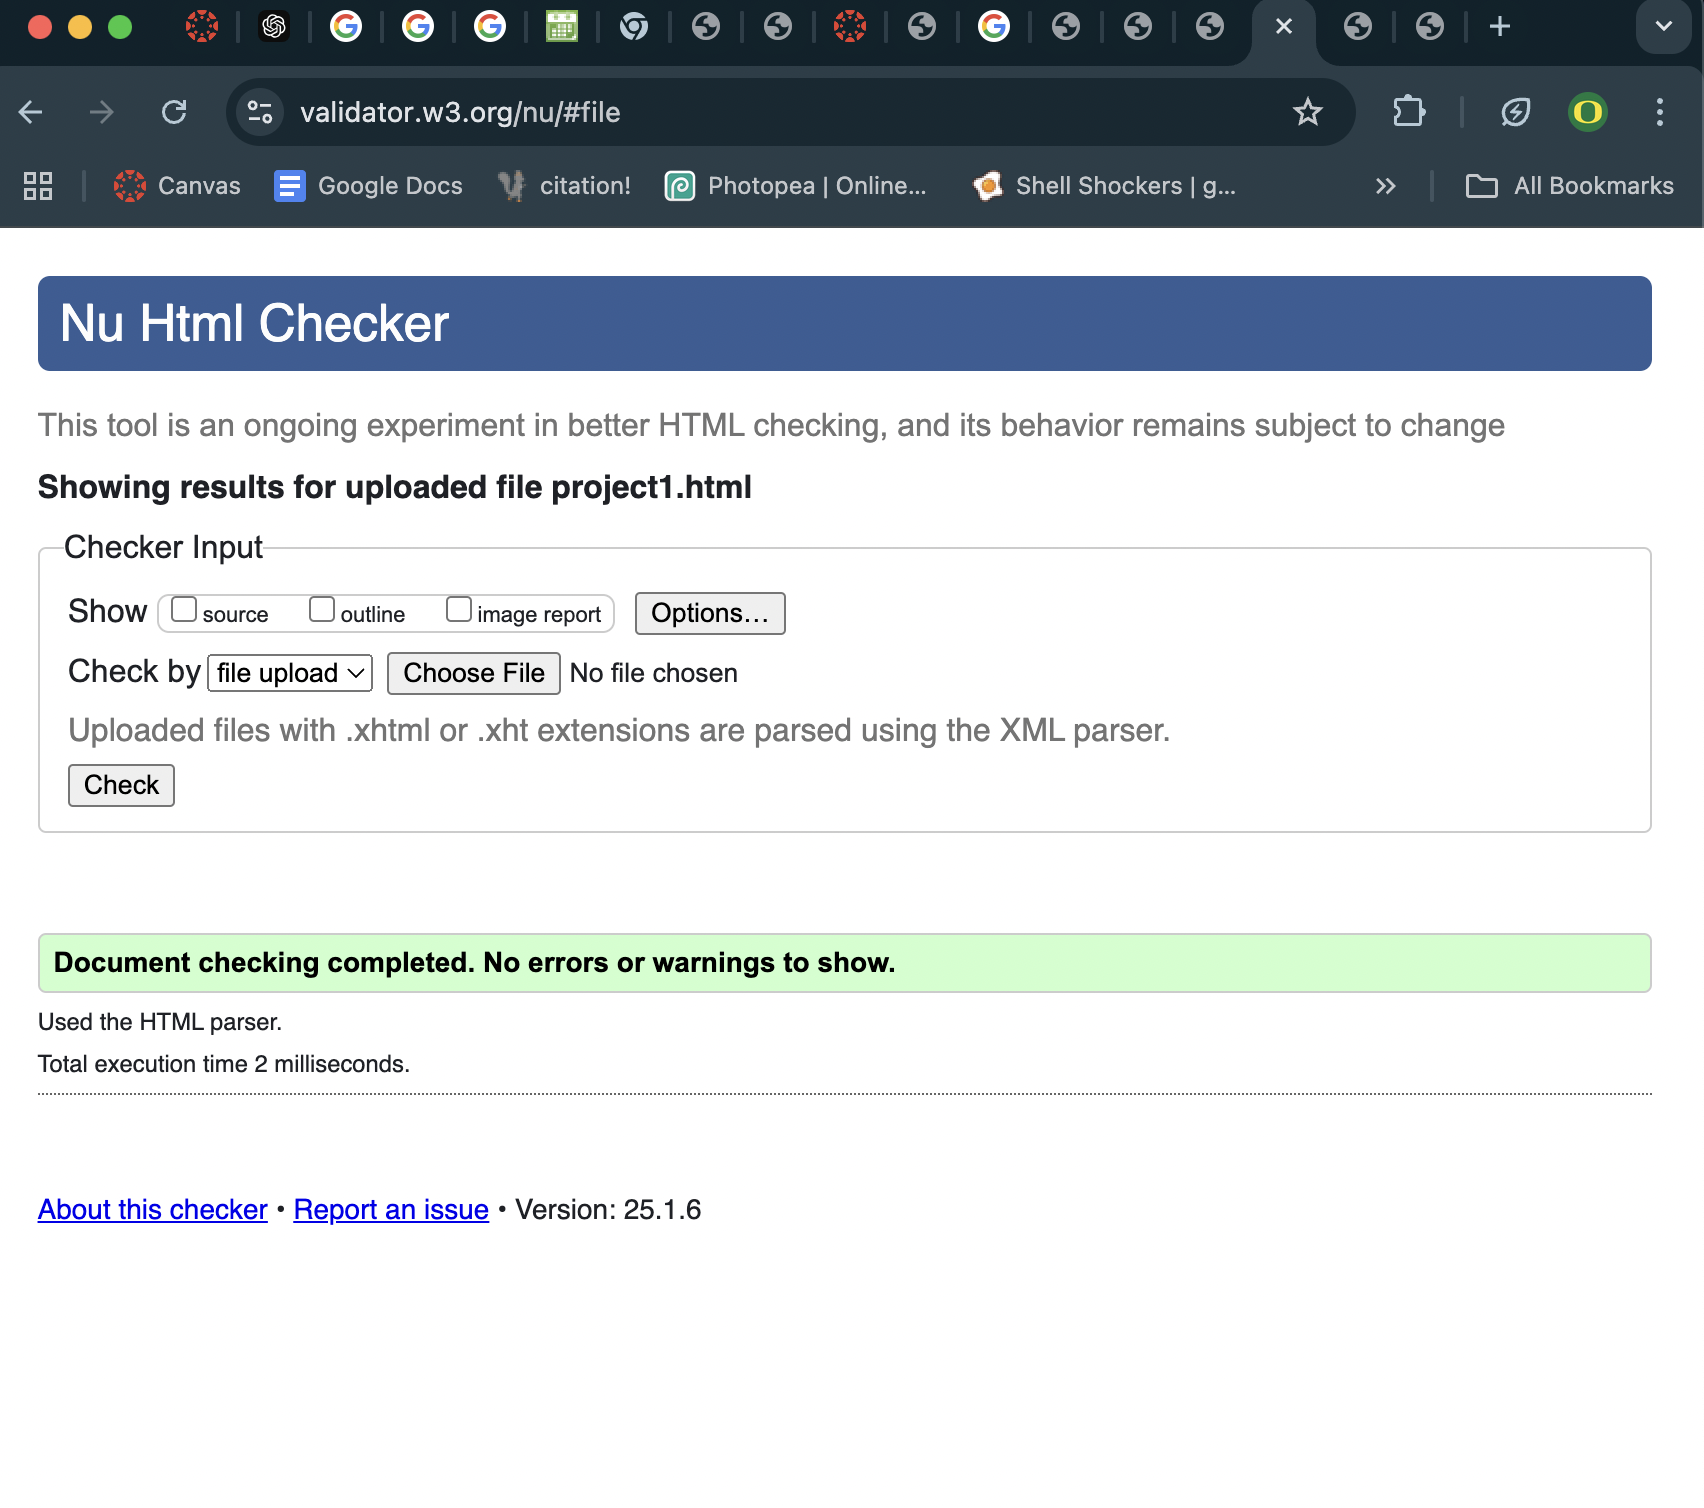 validator.w3.org/nu/#file
Canvas
Google Docs
citation!
Photopea | Online...
Shell Shockers | g...
All Bookmarks
Nu Html Checker
This tool is an ongoing experiment in better HTML checking, and its behavior remains subject to change
Showing results for uploaded file project1.html
Checker Input
Show source outline image report Options...
Check by file upload Choose File No file chosen
Uploaded files with .xhtml or .xht extensions are parsed using the XML parser.
Check
Document checking completed. No errors or warnings to show.
Used the HTML parser.
Total execution time 2 milliseconds.
About this checker • Report an issue • Version: 25.1.6